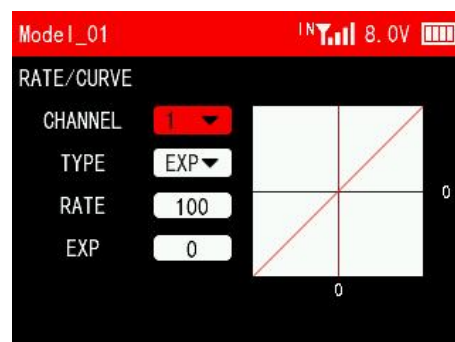 Model_01 IN 8.0V
RATE/CURVE
CHANNEL 1
TYPE EXP
RATE 100 0
EXP 0
0